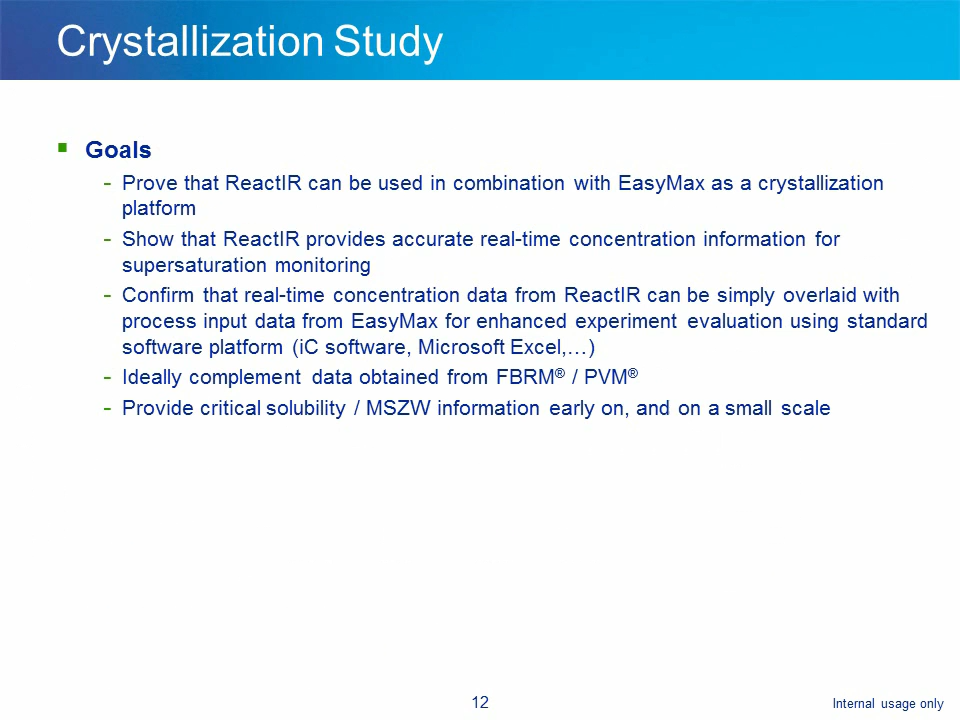 Crystallization Study
▪ Goals
- Prove that ReactIR can be used in combination with EasyMax as a crystallization
platform
- Show that ReactIR provides accurate real-time concentration information for
supersaturation monitoring
- Confirm that real-time concentration data from ReactIR can be simply overlaid with
process input data from EasyMax for enhanced experiment evaluation using standard
software platform (iC software, Microsoft Excel,…)
- Ideally complement data obtained from FBRM® / PVM®
- Provide critical solubility / MSZW information early on, and on a small scale
12
Internal usage only